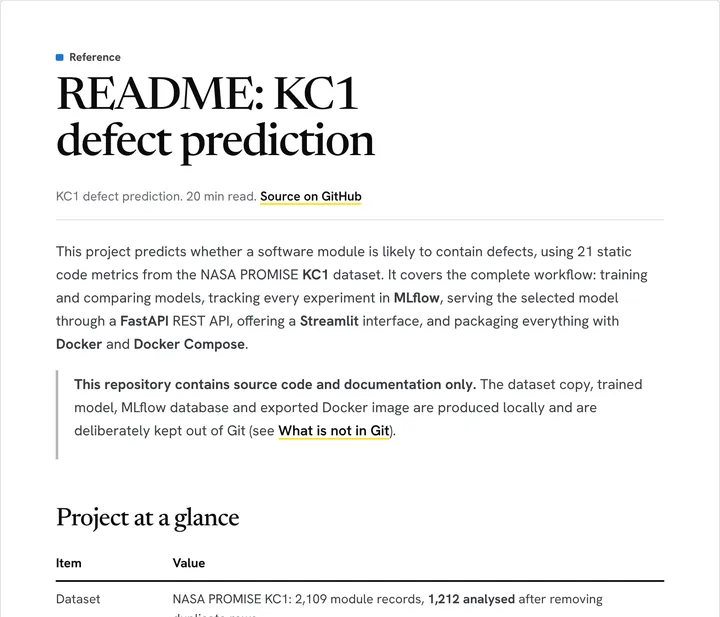 Reference
README: KC1
defect prediction
KC1 defect prediction. 20 min read. Source on GitHub
This project predicts whether a software module is likely to contain defects, using 21 static
code metrics from the NASA PROMISE KC1 dataset. It covers the complete workflow: training
and comparing models, tracking every experiment in MLflow, serving the selected model
through a FastAPI REST API, offering a Streamlit interface, and packaging everything with
Docker and Docker Compose.
This repository contains source code and documentation only. The dataset copy, trained
model, MLflow database and exported Docker image are produced locally and are
deliberately kept out of Git (see What is not in Git).
Project at a glance
Item Value
Dataset NASA PROMISE KC1: 2,109 module records, 1,212 analysed after removing